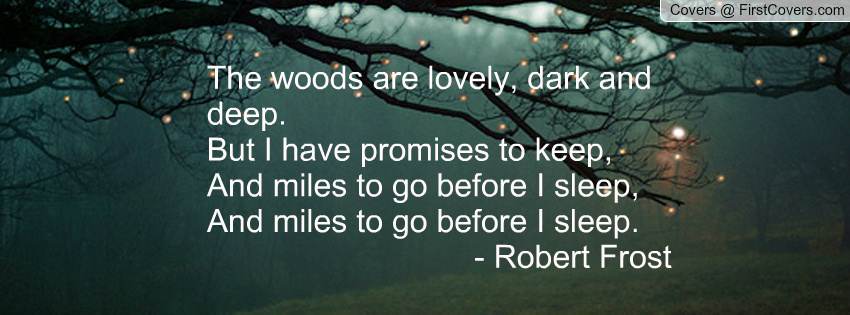 Covers @ FirstCovers.com
The woods are lovely, dark and
deep.
But I have promises to keep,
And miles to go before I sleep,
And miles to go before I sleep.
- Robert Frost